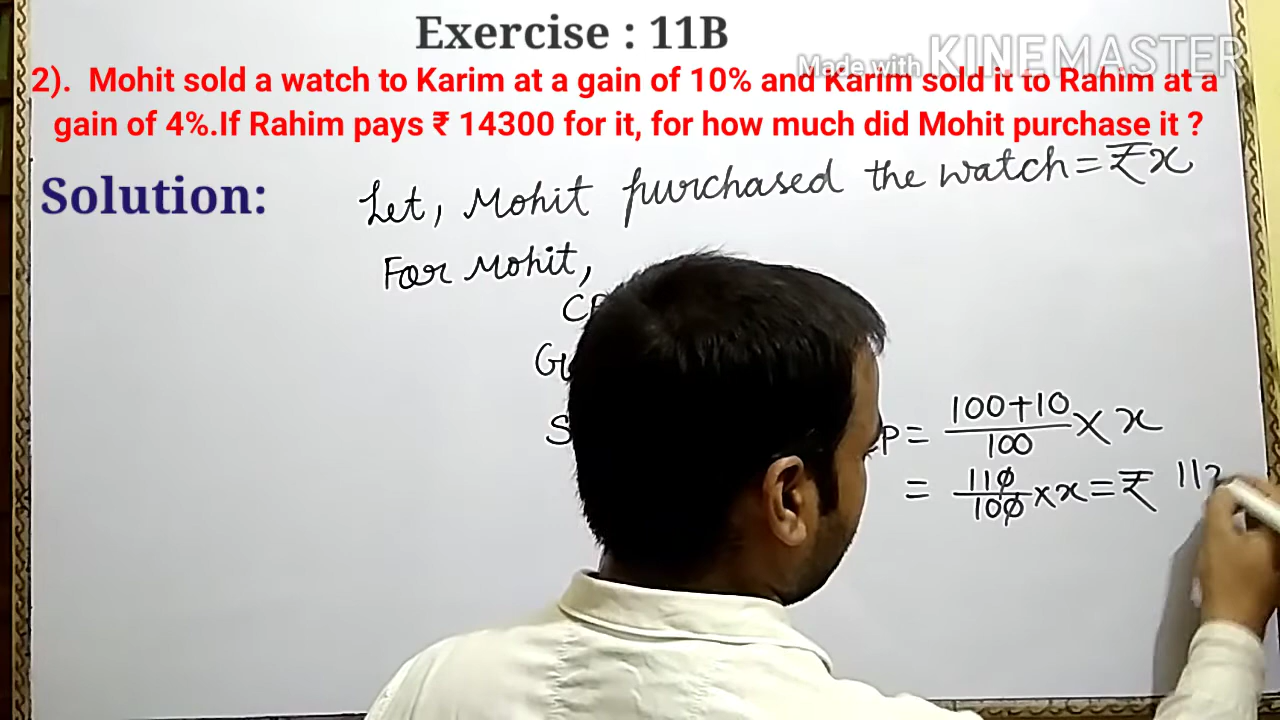 Exercise : 11B
Made with KINEMASTER
2). Mohit sold a watch to Karim at a gain of 10% and Karim sold it to Rahim at a
gain of 4%.If Rahim pays ₹ 14300 for it, for how much did Mohit purchase it ?
Solution:
Let, Mohit purchased the watch = ₹x
For Mohit,
= 100+10/100 × x
= 110/100 × x = ₹ 11